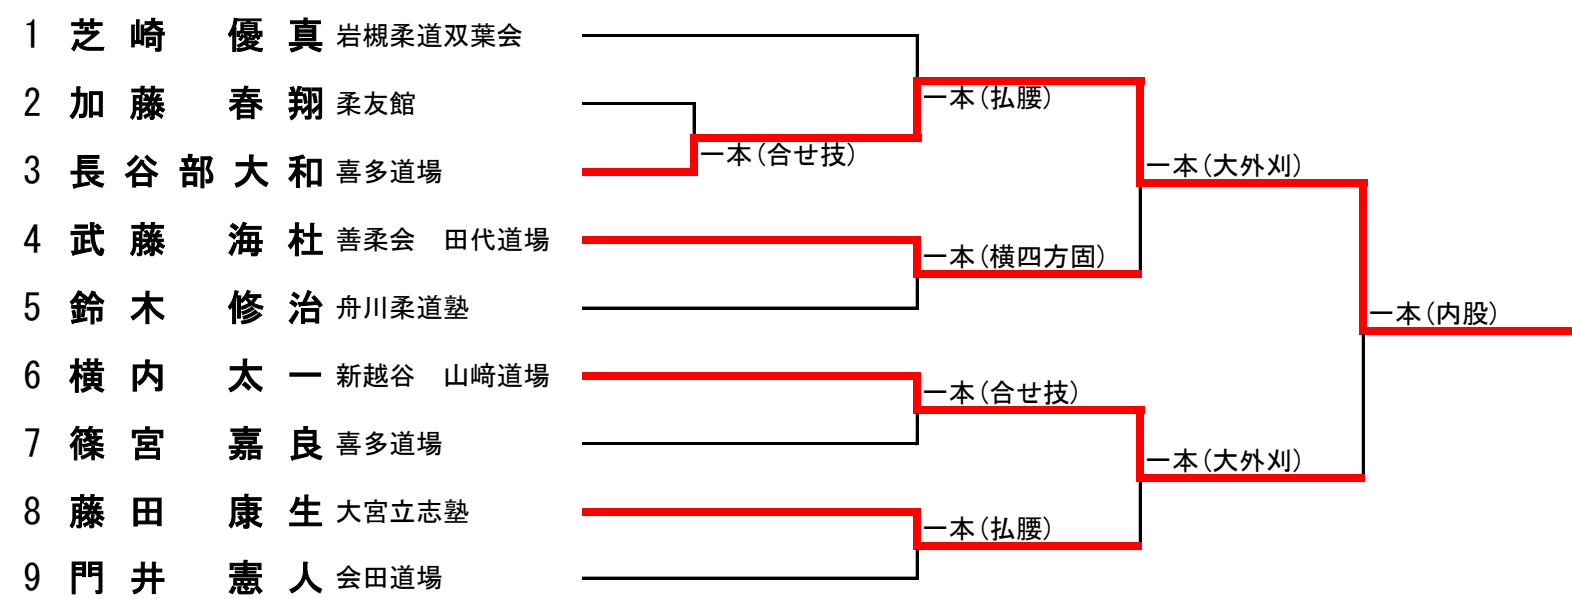 1 芝崎 優真 岩槻柔道双葉会
2 加藤 春翔 柔友館
一本(払腰)
3 長谷部大和 喜多道場
一本(合せ技)
一本(大外刈)
4 武藤 海杜 善柔会 田代道場
一本(横四方固)
5 鈴木 修治 舟川柔道塾
一本(内股)
6 横内 太一 新越谷 山﨑道場
一本(合せ技)
7 篠宮 嘉良 喜多道場
一本(大外刈)
8 藤田 康生 大宮立志塾
一本(払腰)
9 門井 憲人 会田道場